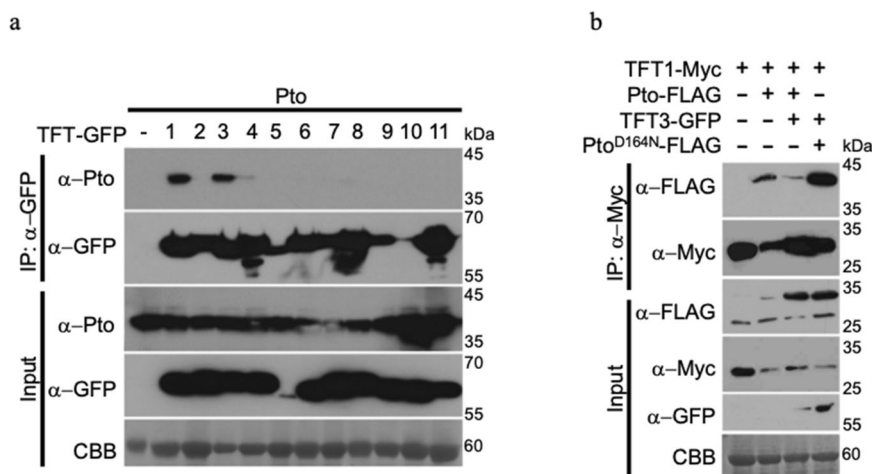 a
Pto
TFT-GFP - 1 2 3 4 5 6 7 8 9 10 11 kDa
IP: α-GFP
α-Pto 45 35
α-GFP 70 55
Input
α-Pto 45 35
α-GFP 70 55
CBB 60
b
TFT1-Myc + + + +
Pto-FLAG - + + -
TFT3-GFP - - + +
PtoD164N-FLAG - - - +
kDa
IP: α-Myc
α-FLAG 45 35
α-Myc 35 25
Input
α-FLAG 35 25
α-Myc 35 25
α-GFP 55
CBB 60